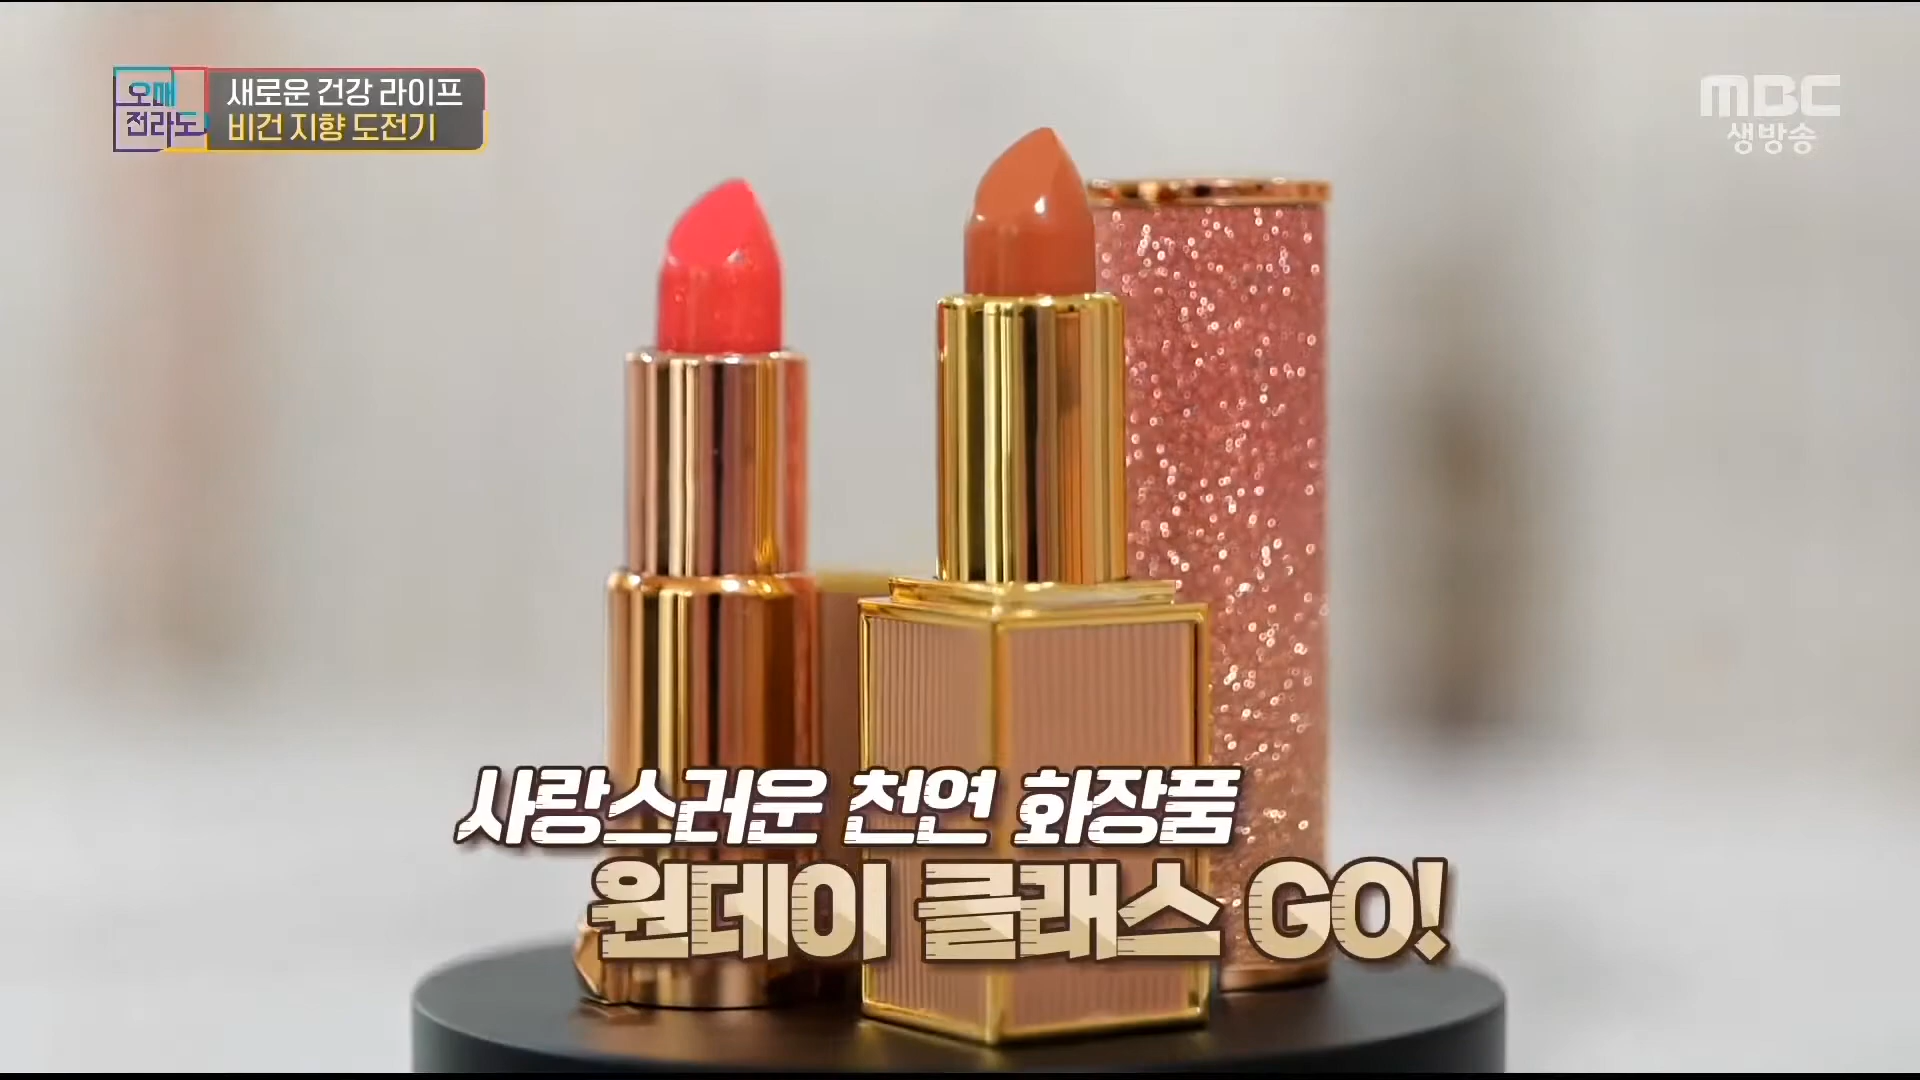 오매
전라도
새로운 건강 라이프
비건 지향 도전기
MBC
생방송
사랑스러운 천연 화장품
원데이 클래스 GO!